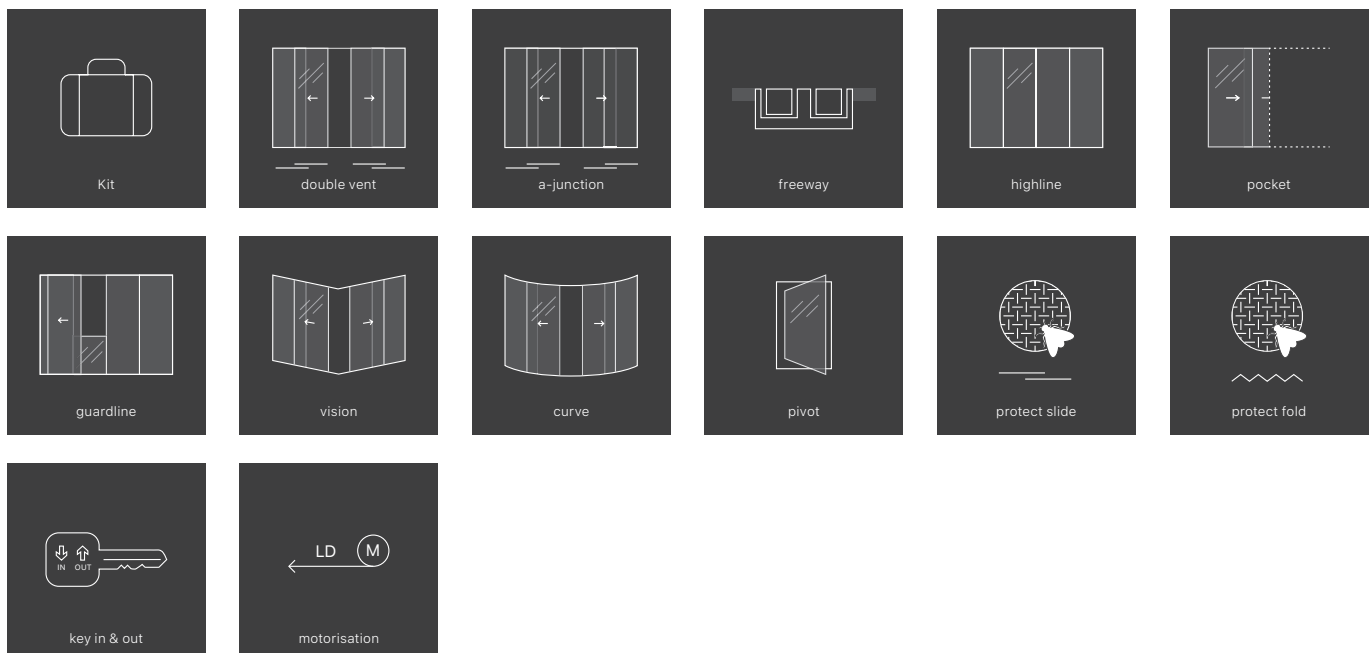 Kit
double vent
a-junction
freeway
highline
pocket
guardline
vision
curve
pivot
protect slide
protect fold
IN OUT
key in & out
LD M
motorisation